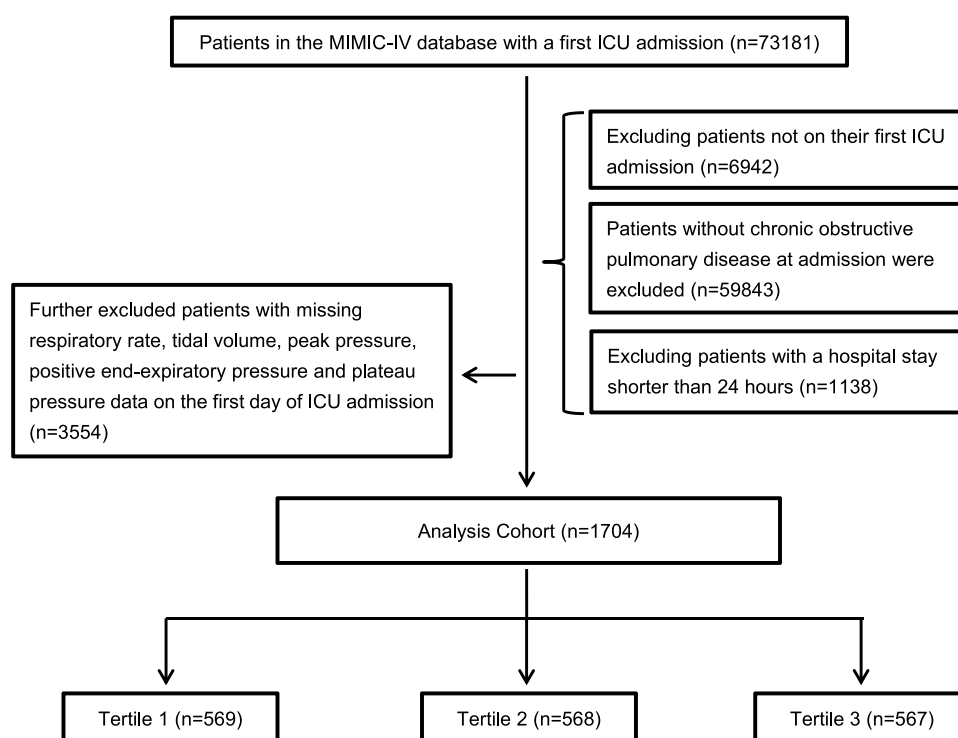 Patients in the MIMIC-IV database with a first ICU admission (n=73181)
Excluding patients not on their first ICU
admission (n=6942)
Patients without chronic obstructive
pulmonary disease at admission were
excluded (n=59843)
Excluding patients with a hospital stay
shorter than 24 hours (n=1138)
Further excluded patients with missing
respiratory rate, tidal volume, peak pressure,
positive end-expiratory pressure and plateau
pressure data on the first day of ICU admission
(n=3554)
Analysis Cohort (n=1704)
Tertile 1 (n=569)
Tertile 2 (n=568)
Tertile 3 (n=567)